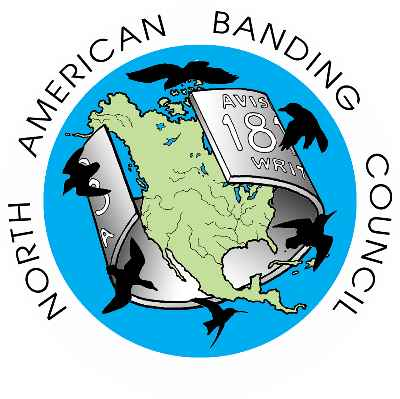 NORTH AMERICAN BANDING COUNCIL
AVIS
18
WRIT
A